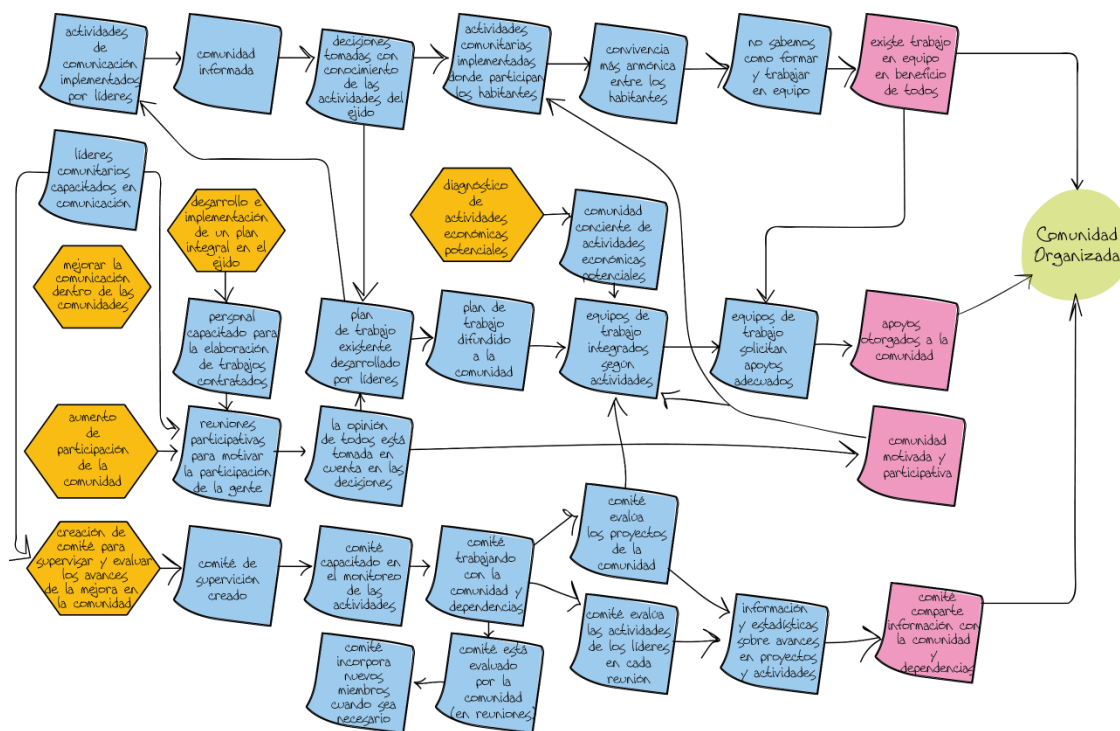 actividades
de
comunicación
implementados
por líderes
comunidad
informada
decisiones
tomadas con
conocimiento
de las
actividades del
ejido
actividades
comunitarias
implementadas
donde participan
los habitantes
convivencia
más armónica
entre los
habitantes
no sabemos
como formar
y trabajar
en equipo
existe trabajo
en equipo
en beneficio
de todos
líderes
comunitarios
capacitados en
comunicación
desarrollo e
implementación
de un plan
integral en el
ejido
diagnóstico
de
actividades
económicas
potenciales
comunidad
conciente de
actividades
económicas
potenciales
Comunidad
Organizada
mejorar la
comunicación
dentro de las
comunidades
personal
capacitado para
la elaboración
de trabajos
contratados
plan
de trabajo
existente
desarrollado
por líderes
plan de
trabajo
difundido
a la
comunidad
equipos de
trabajo
integrados
según
actividades
equipos de
trabajo
solicitan
apoyos
adecuados
apoyos
otorgados a la
comunidad
aumento
de
participación
de la
comunidad
reuniones
participativas
para motivar
la participación
de la gente
la opinión
de todos está
tomada en
cuenta en las
decisiones
comunidad
motivada y
participativa
creación de
comité para
supervisar y evaluar
los avances
de la mejora en
la comunidad
comité de
supervición
creado
comité
capacitado en
el monitoreo
de las
actividades
comité
trabajando
con la
comunidad y
dependencias
comité
evalúa
los proyectos
de la
comunidad
comité evalúa
las actividades
de los líderes
en cada
reunión
información
y estadísticas
sobre avances
en proyectos
y actividades
comité
comparte
información con
la comunidad
y
dependencias
comité
incorpora
nuevos
miembros
cuando sea
necesario
comité está
evaluado
por la
comunidad
(en reuniones)